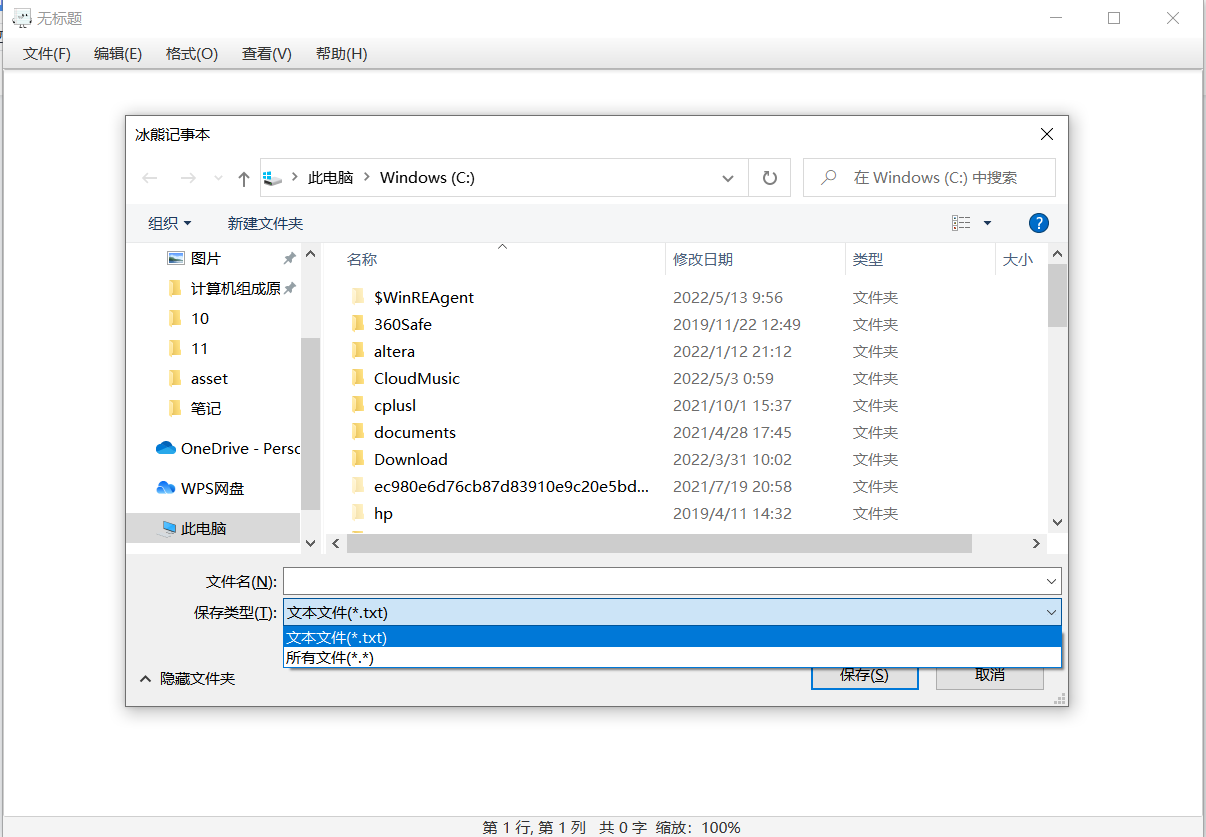 无标题
文件(F) 编辑(E) 格式(O) 查看(V) 帮助(H)
冰熊记事本
此电脑 Windows (C:) 在 Windows (C:) 中搜索
组织 新建文件夹 ?
名称 修改日期 类型 大小
图片
计算机组成原
10
11
asset
笔记
OneDrive - Perso
WPS网盘
此电脑
$WinREAgent 2022/5/13 9:56 文件夹
360Safe 2019/11/22 12:49 文件夹
altera 2022/1/12 21:12 文件夹
CloudMusic 2022/5/3 0:59 文件夹
cplusl 2021/10/1 15:37 文件夹
documents 2021/4/28 17:45 文件夹
Download 2022/3/31 10:02 文件夹
ec980e6d76cb87d83910e9c20e5bd... 2021/7/19 20:58 文件夹
hp 2019/4/11 14:32 文件夹
文件名(N):
保存类型(T): 文本文件(*.txt)
文本文件(*.txt)
所有文件(*.*)
隐藏文件夹 保存(S) 取消
第 1 行, 第 1 列 共 0 字 缩放: 100%